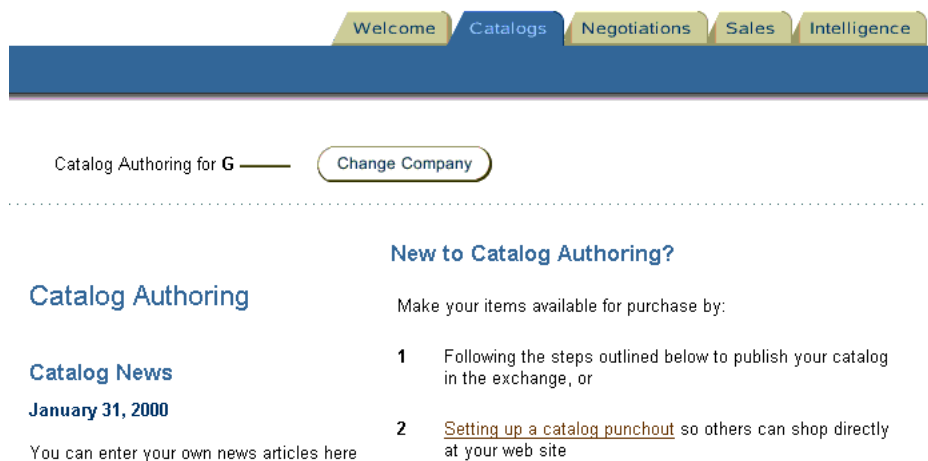 Welcome Catalogs Negotiations Sales Intelligence
Catalog Authoring for G
Change Company
Catalog Authoring
Catalog News
January 31, 2000
You can enter your own news articles here
New to Catalog Authoring?
Make your items available for purchase by:
1 Following the steps outlined below to publish your catalog
in the exchange, or
2 Setting up a catalog punchout so others can shop directly
at your web site